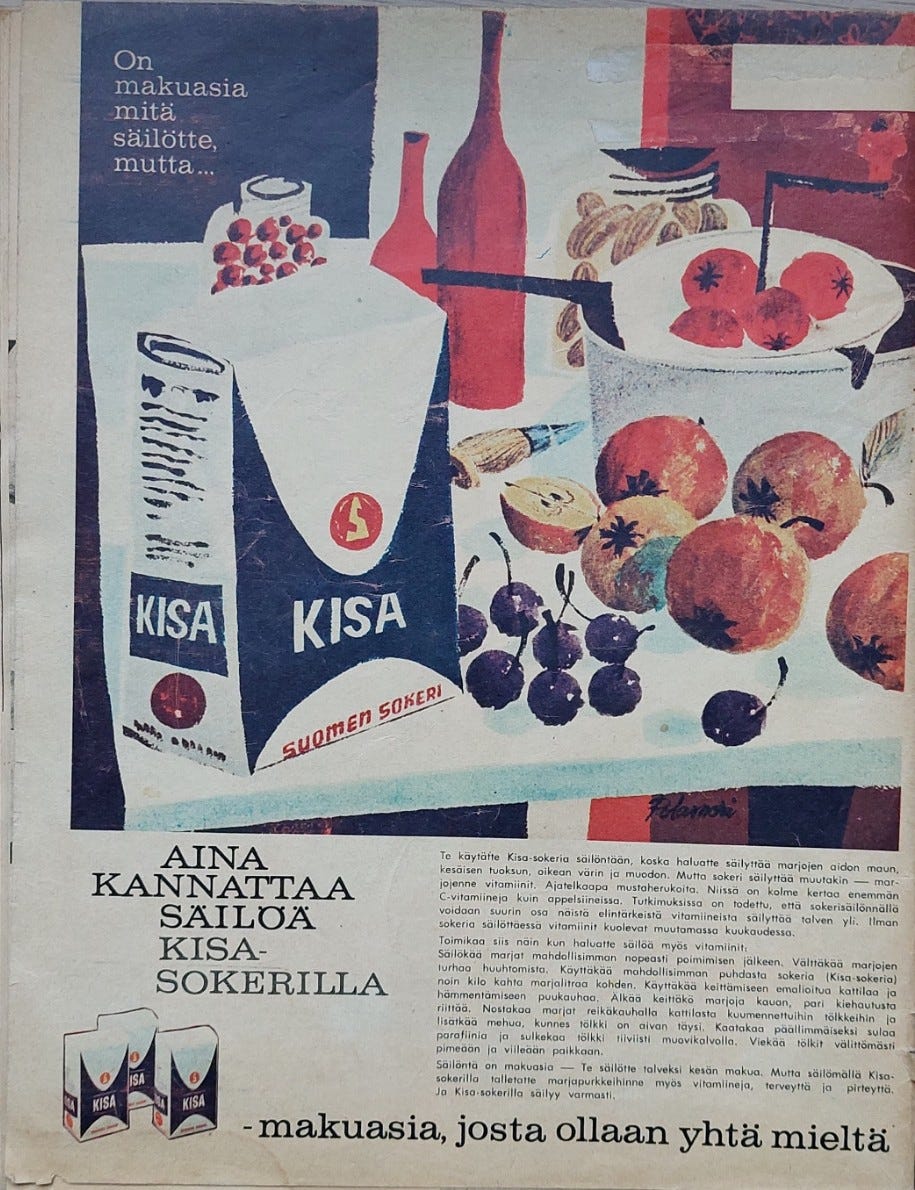 On
makuasia
mitä
säilötte,
mutta...
KISA
KISA
SUOMEN SOKERI
AINA
KANNATTAA
SÄILÖÄ
KISA-
SOKERILLA
Te käytätte Kisa-sokeria säilöntään, koska haluatte säilyttää marjojen aidon maun,
kesäisen tuoksun, oikean värin ja muodon. Mutta sokeri säilyttää muutakin — mar-
jojenne vitamiinit. Ajatelkaapa mustaherukoita. Niissä on kolme kertaa enemmän
C-vitamiineja kuin appelsiineissa. Tutkimuksissa on todettu, että sokerisäilönnällä
voidaan suurin osa näistä elintärkeistä vitamiineista säilyttää talven yli. Ilman
sokeria säilöttäessä vitamiinit kuolevat muutamassa kuukaudessa.
Toimikaa siis näin kun haluatte säilöä myös vitamiinit:
Säilökää marjat mahdollisimman nopeasti poimimisen jälkeen. Välttäkää marjojen
turhaa huuhtomista. Käyttäkää mahdollisimman puhdasta sokeria (Kisa-sokeria)
noin kilo kahta marjalitraa kohden. Käyttäkää keittämiseen emalioitua kattilaa ja
hämmentämiseen puukauhaa. Älkää keittäkö marjoja kauan, pari kiehautusta
riittää. Nostakaa marjat reikäkauhalla kattilasta kuumennettuihin tölkkeihin ja
lisätkää mehua, kunnes tölkki on aivan täysi. Kaatakaa päällimmäiseksi sulaa
parafiinia ja sulkekaa tölkki tiiviisti muovikalvolla. Viekää tölkit välittömästi
pimeään ja viileään paikkaan.
Säilöntä on makuasia — Te säilötte talveksi kesän makua. Mutta säilömällä Kisa-
sokerilla talletatte marjapurkkeihinne myös vitamiineja, terveyttä ja pirteyttä.
Ja Kisa-sokerilla säilyy varmasti.
KISA
KISA
KISA
- makuasia, josta ollaan yhtä mieltä